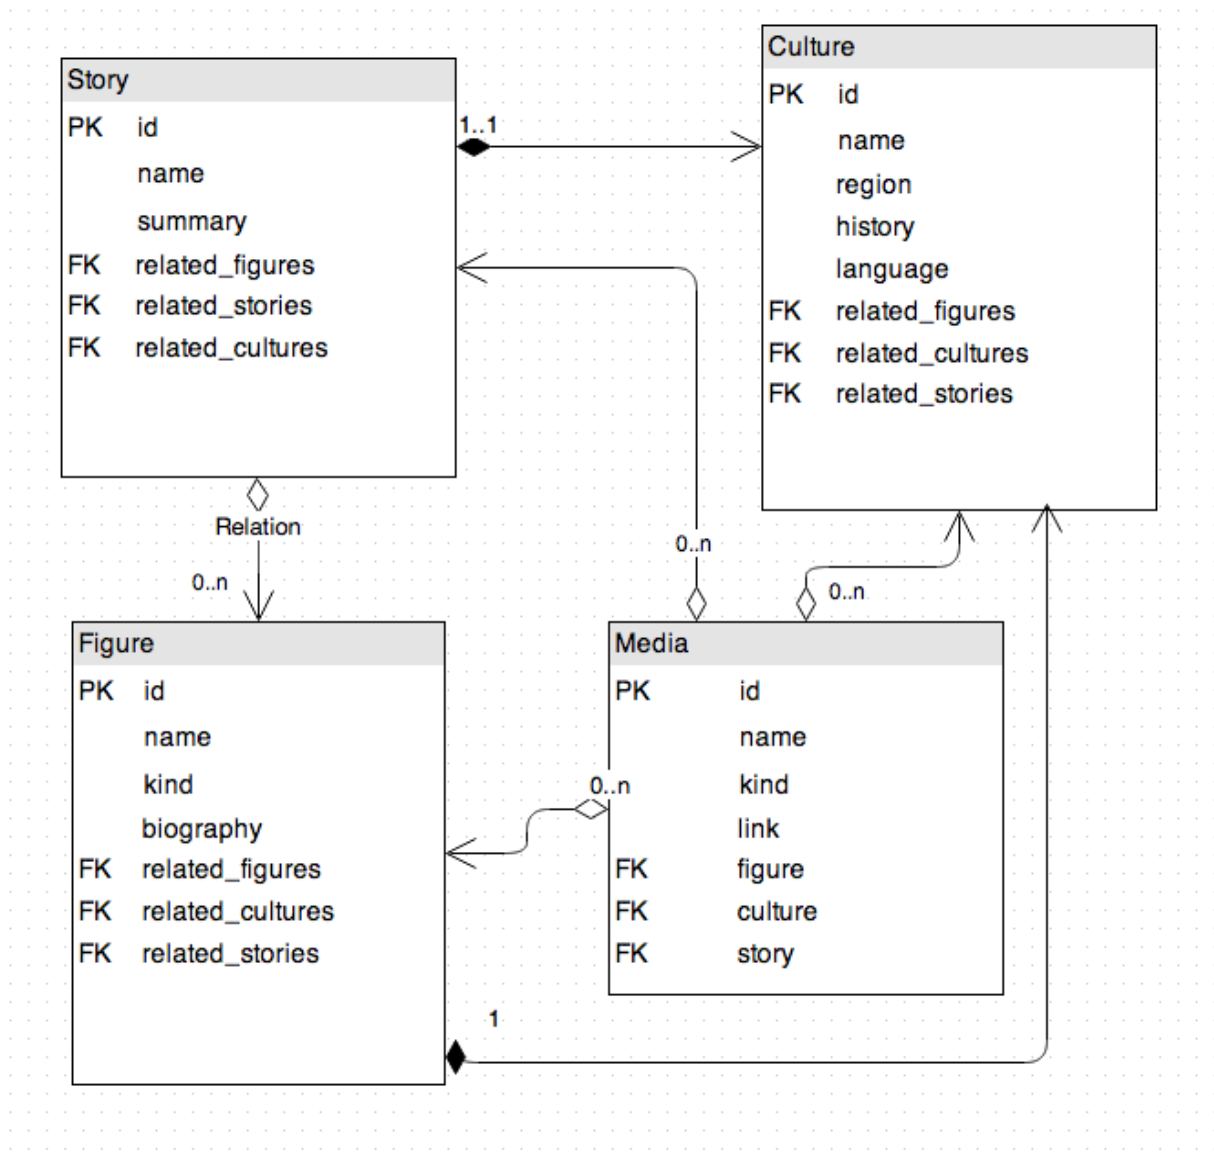 Story
PK id
name
summary
FK related_figures
FK related_stories
FK related_cultures
1..1
Culture
PK id
name
region
history
language
FK related_figures
FK related_cultures
FK related_stories
Relation
0..n
0..n
0..n
Figure
PK id
name
kind
biography
FK related_figures
FK related_cultures
FK related_stories
0..n
Media
PK id
name
kind
link
FK figure
FK culture
FK story
1